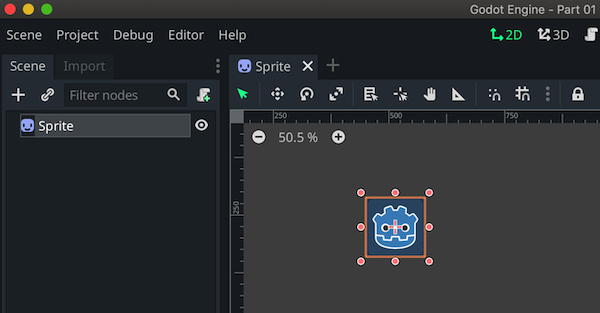 Godot Engine - Part 01
Scene Project Debug Editor Help 2D 3D
Scene Import Sprite
Filter nodes
250 500 750
Sprite
50.5 %
250